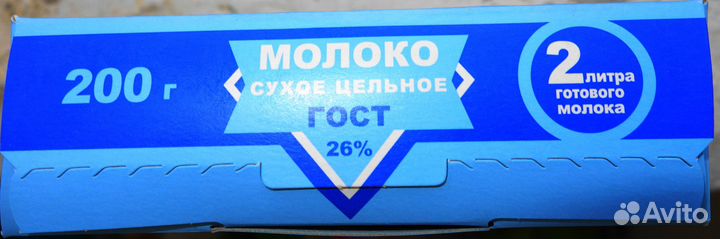 200 г
МОЛОКО
СУХОЕ ЦЕЛЬНОЕ
ГОСТ
26%
2 ЛИТРА
ГОТОВОГО
МОЛОКА
Avito